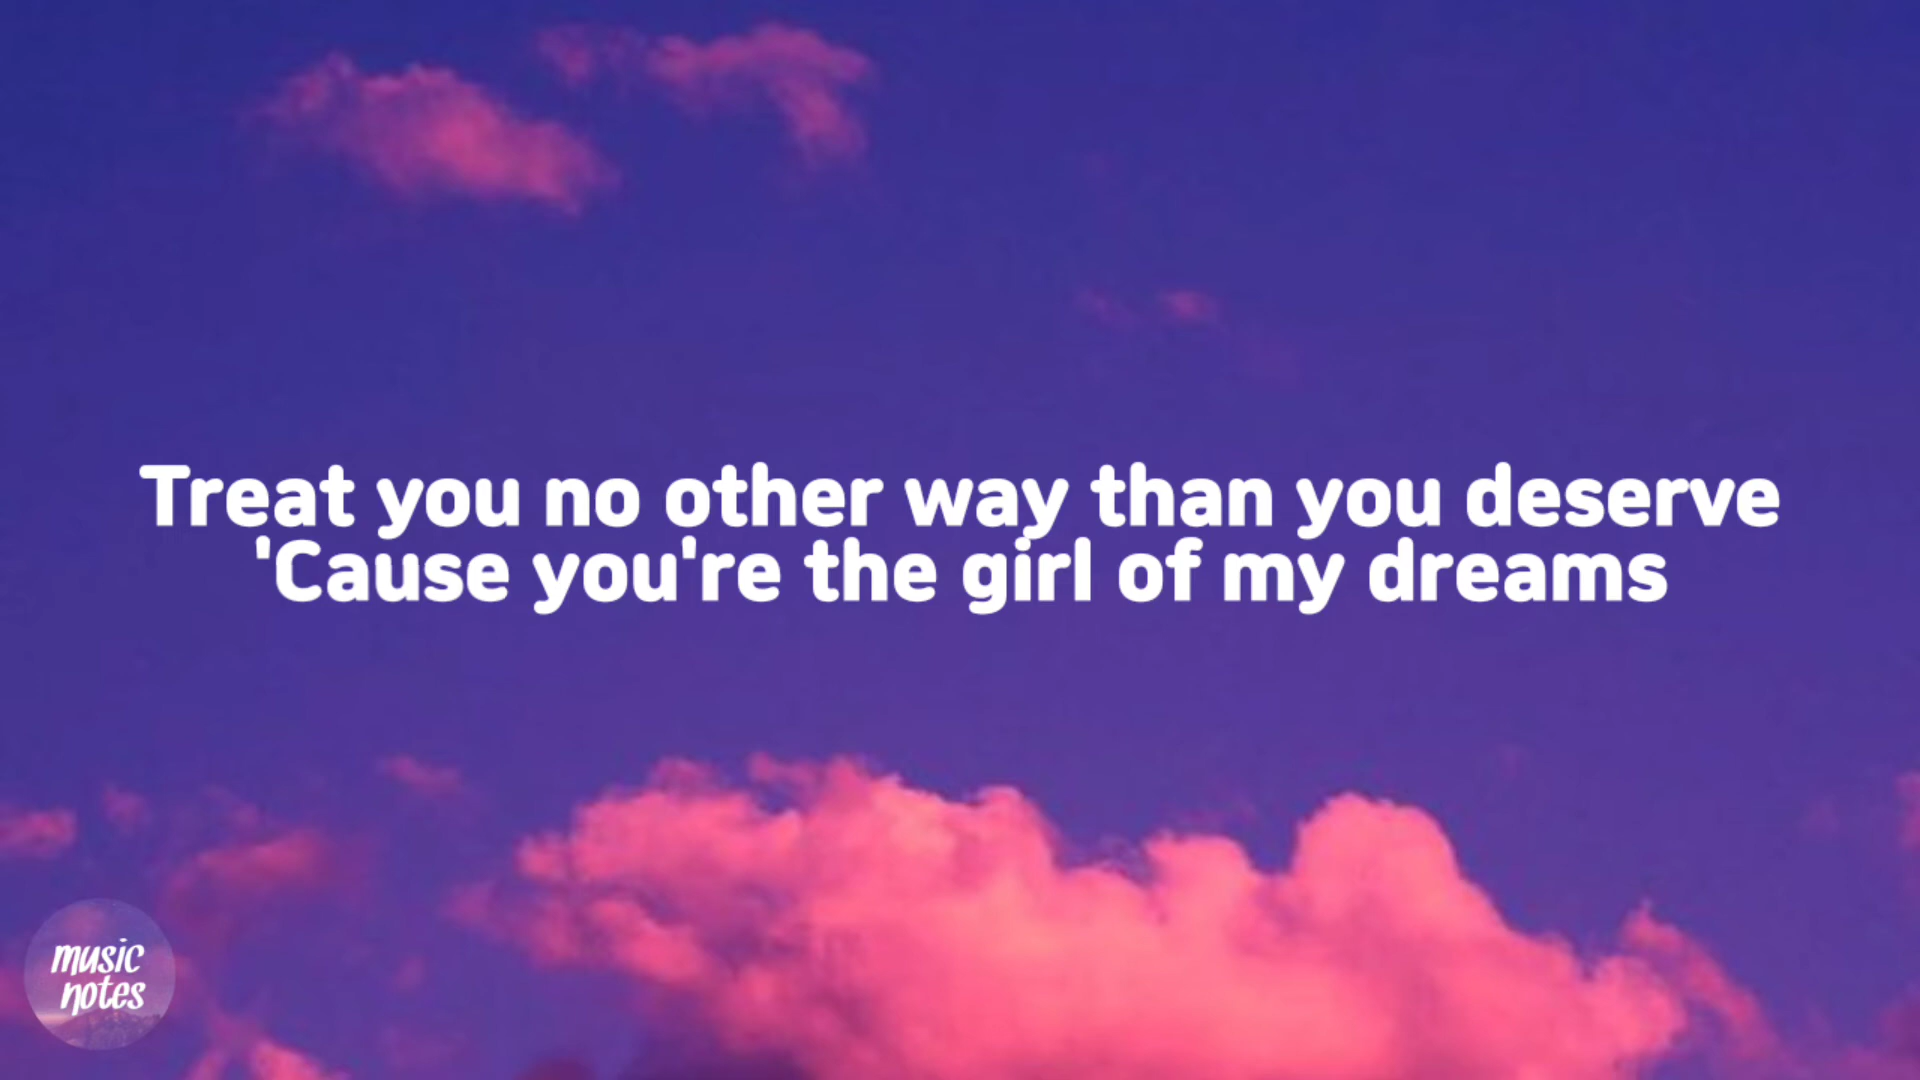 Treat you no other way than you deserve
'Cause you're the girl of my dreams
music
notes